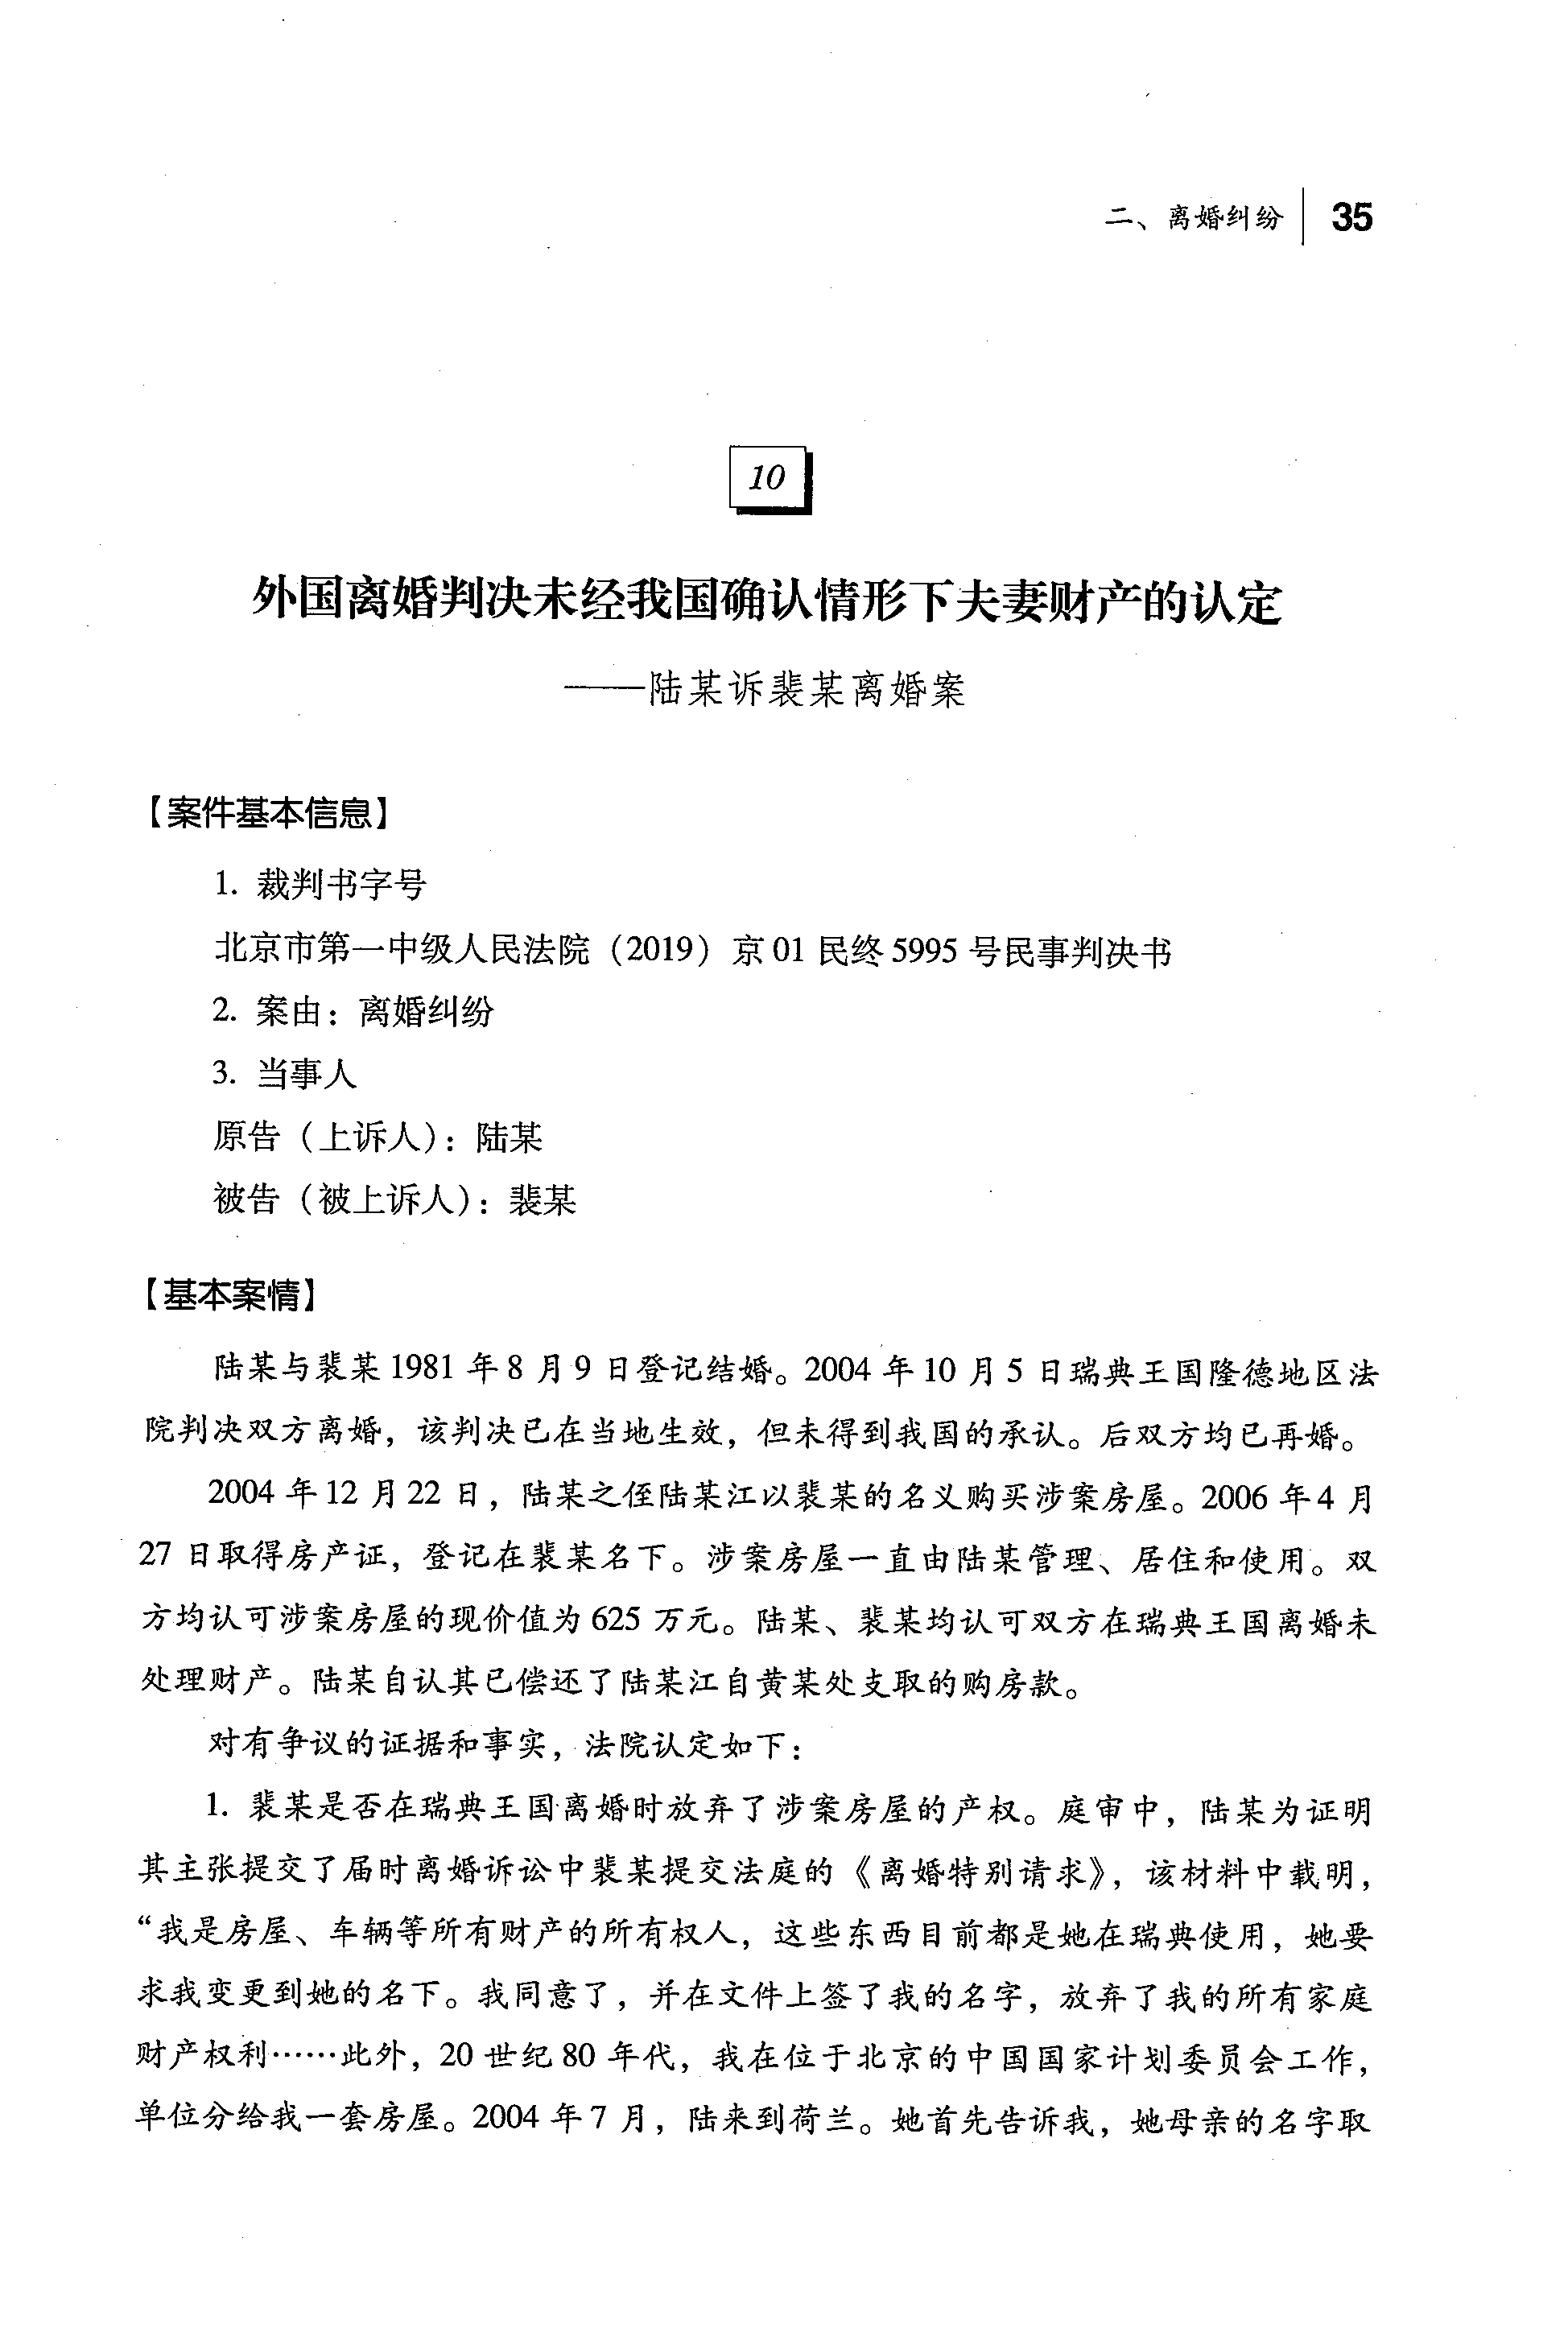 二、离婚纠纷 35
10
外国离婚判决未经我国确认情形下夫妻财产的认定
——陆某诉裴某离婚案
【案件基本信息】
1. 裁判书字号
北京市第一中级人民法院（2019）京01民终5995号民事判决书
2. 案由：离婚纠纷
3. 当事人
原告（上诉人）：陆某
被告（被上诉人）：裴某
【基本案情】
陆某与裴某1981年8月9日登记结婚。2004年10月5日瑞典王国隆德地区法
院判决双方离婚，该判决已在当地生效，但未得到我国的承认。后双方均已再婚。
2004年12月22日，陆某之侄陆某江以裴某的名义购买涉案房屋。2006年4月
27日取得房产证，登记在裴某名下。涉案房屋一直由陆某管理、居住和使用。双
方均认可涉案房屋的现价值为625万元。陆某、裴某均认可双方在瑞典王国离婚未
处理财产。陆某自认其已偿还了陆某江自黄某处支取的购房款。
对有争议的证据和事实，法院认定如下：
1. 裴某是否在瑞典王国离婚时放弃了涉案房屋的产权。庭审中，陆某为证明
其主张提交了届时离婚诉讼中裴某提交法庭的《离婚特别请求》，该材料中载明，
“我是房屋、车辆等所有财产的所有权人，这些东西目前都是她在瑞典使用，她要
求我变更到她的名下。我同意了，并在文件上签了我的名字，放弃了我的所有家庭
财产权利……此外，20世纪80年代，我在位于北京的中国国家计划委员会工作，
单位分给我一套房屋。2004年7月，陆来到荷兰。她首先告诉我，她母亲的名字取